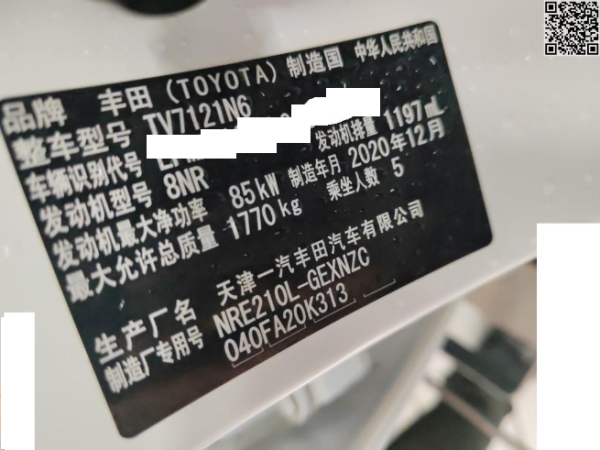 品牌 丰田(TOYOTA) 制造国 中华人民共和国
整车型号 TV7121N6
车辆识别代号
发动机型号 8NR 发动机排量 1197mL
发动机最大净功率 85kW 制造年月 2020年12月
最大允许总质量 1770kg 乘坐人数 5
生产厂名 天津一汽丰田汽车有限公司
制造厂专用号 NRE210L-GEXNZC
040FA20K313